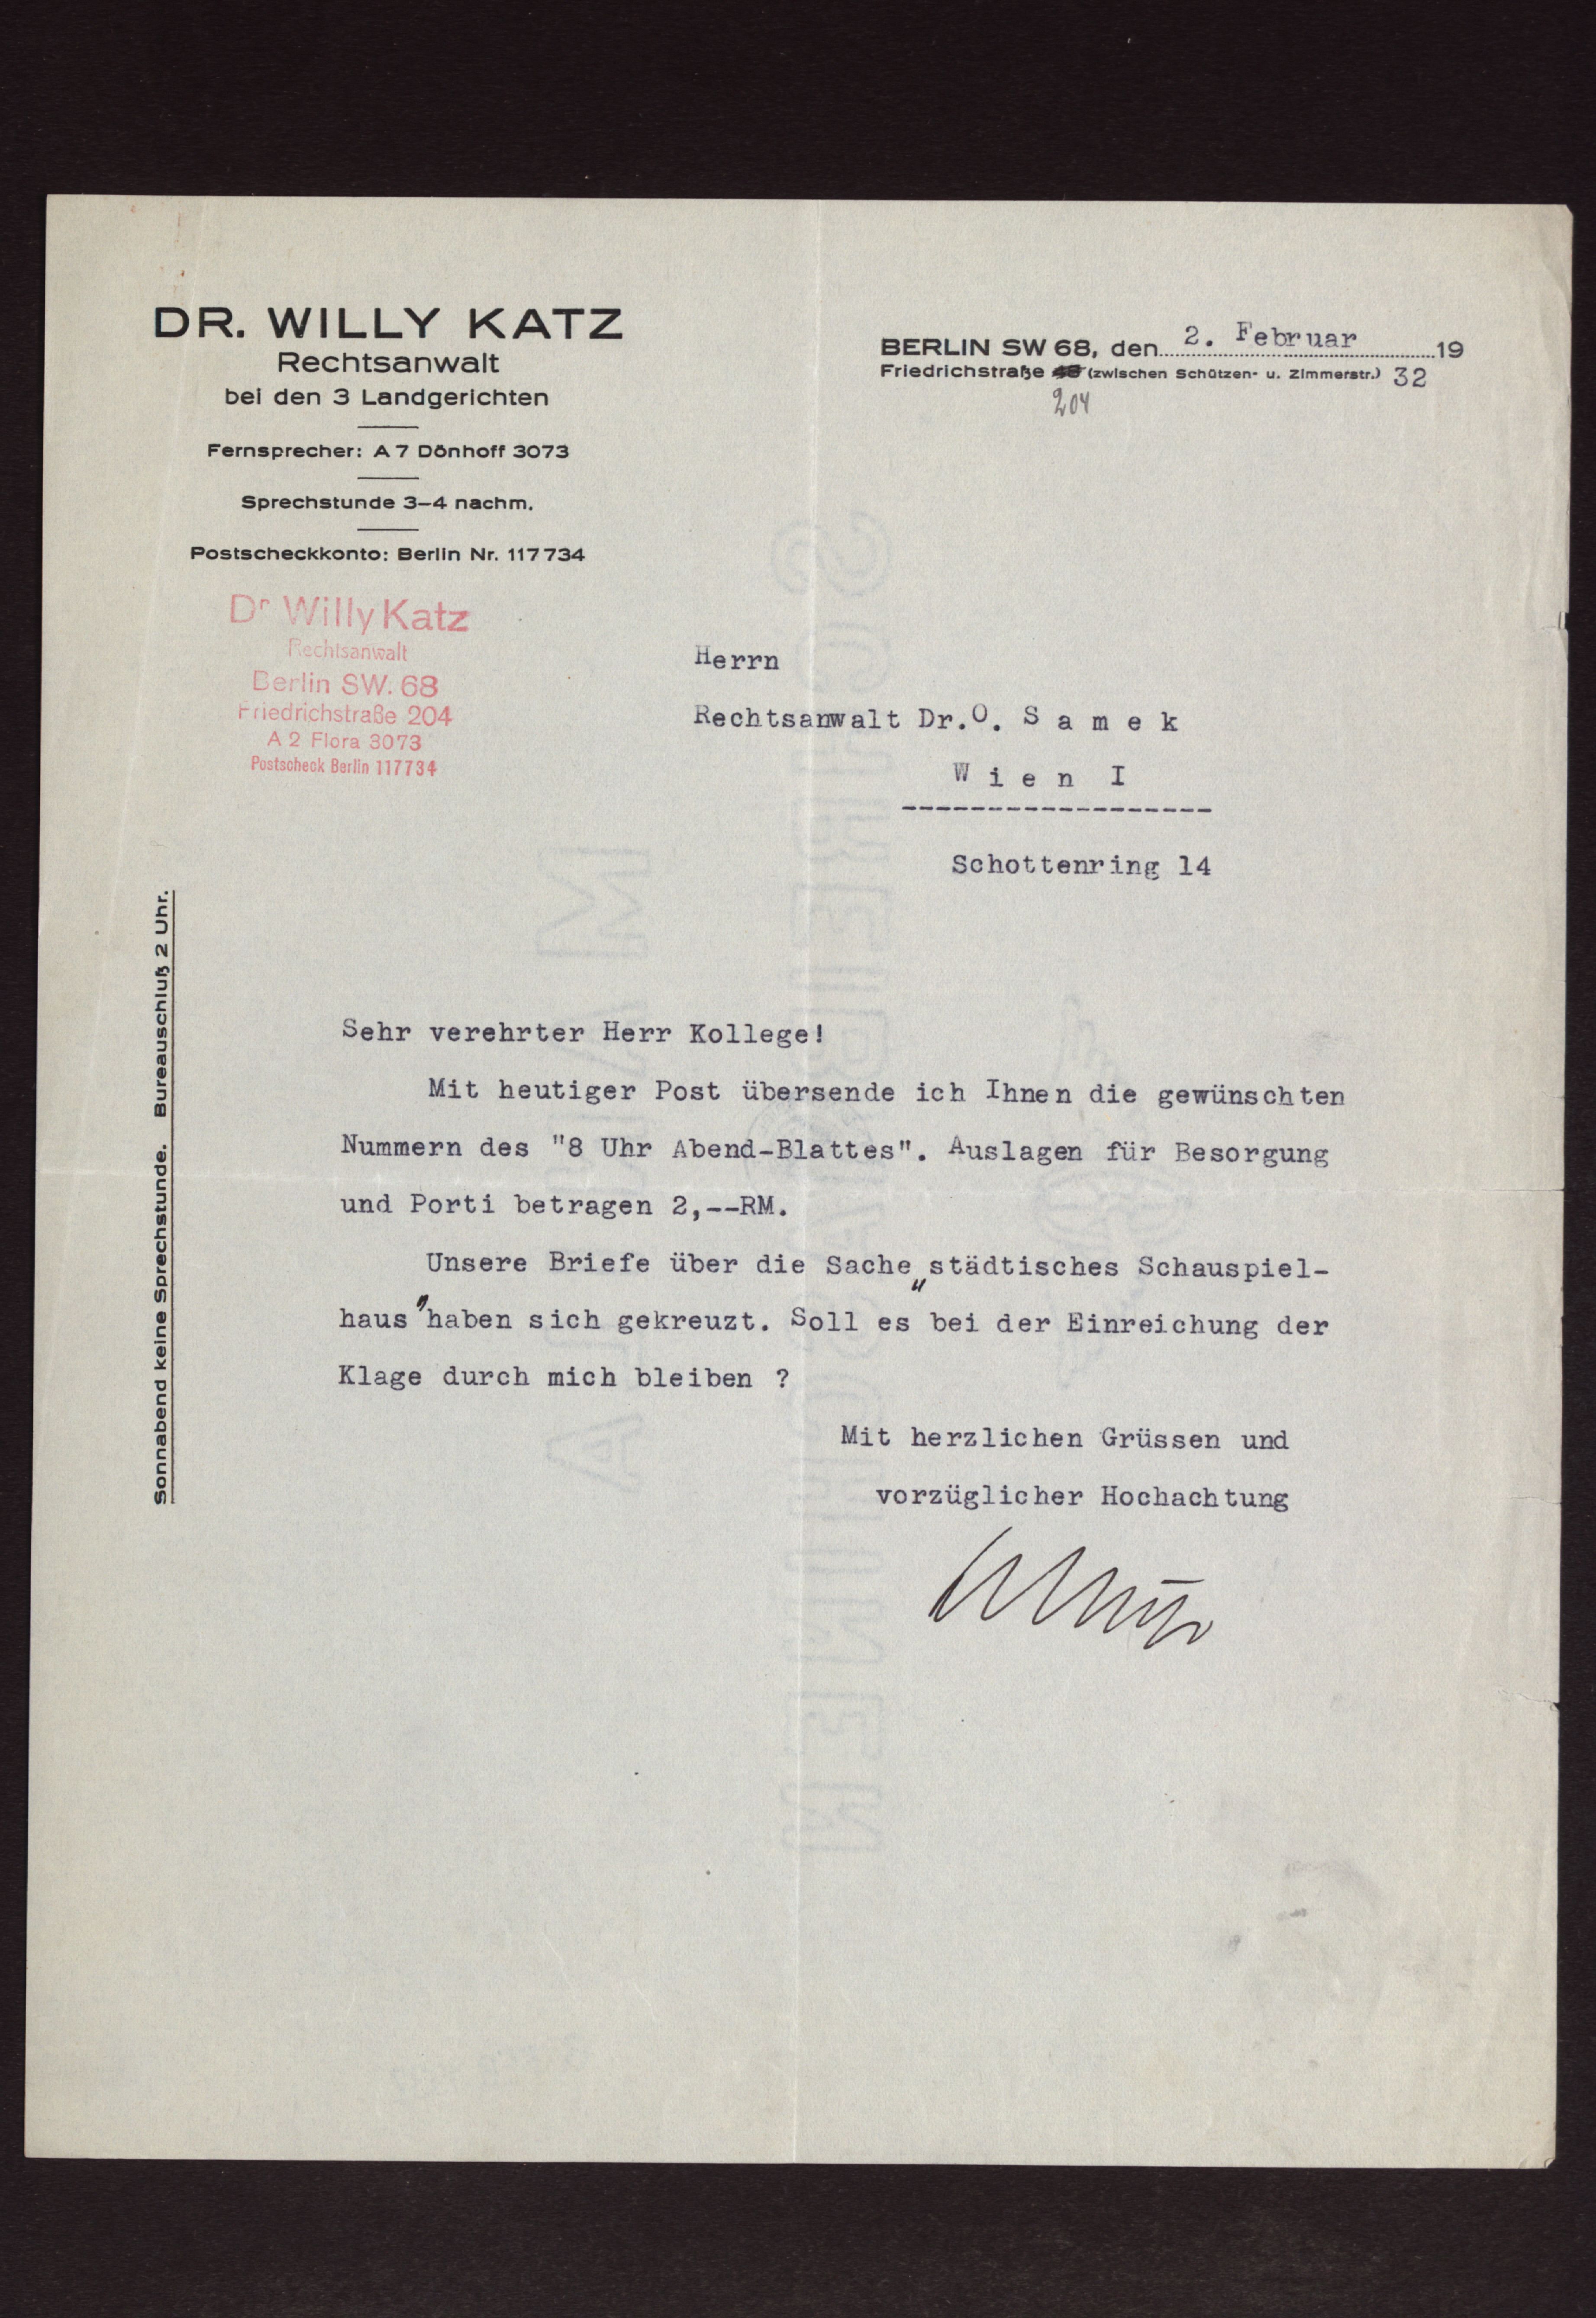 DR. WILLY KATZ
Rechtsanwalt
bei den 3 Landgerichten
Fernsprecher: A 7 Dönhoff 3073
Sprechstunde 3–4 nachm.
Postscheckkonto: Berlin Nr. 117734
BERLIN SW 68, den 2. Februar 19
Friedrichstraße (zwischen Schützen- u. Zimmerstr.) 32
204
Dr Willy Katz
Rechtsanwalt
Berlin SW. 68
Friedrichstraße 204
A 2 Flora 3073
Postscheck Berlin 117734
Herrn
Rechtsanwalt Dr.O. S a m e k
W i e n I
------------------
Schottenring 14
Sonnabend keine Sprechstunde. Bureauschluß 2 Uhr.
Sehr verehrter Herr Kollege!
Mit heutiger Post übersende ich Ihnen die gewünschten
Nummern des "8 Uhr Abend-Blattes". Auslagen für Besorgung
und Porti betragen 2,--RM.
Unsere Briefe über die Sache „städtisches Schauspiel-
haus" haben sich gekreuzt. Soll es bei der Einreichung der
Klage durch mich bleiben ?
Mit herzlichen Grüssen und
vorzüglicher Hochachtung